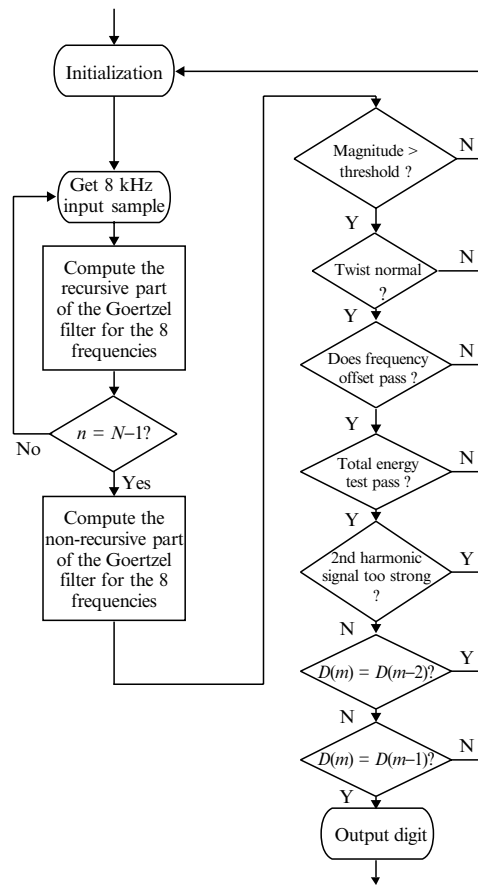 Initialization
Get 8 kHz
input sample
Compute the
recursive part
of the Goertzel
filter for the 8
frequencies
n = N–1?
No
Yes
Compute the
non-recursive part
of the Goertzel
filter for the 8
frequencies
Magnitude >
threshold ?
N
Y
Twist normal
?
N
Y
Does frequency
offset pass ?
N
Y
Total energy
test pass ?
N
Y
2nd harmonic
signal too strong
?
Y
N
D(m) = D(m–2)?
Y
N
D(m) = D(m–1)?
N
Y
Output digit